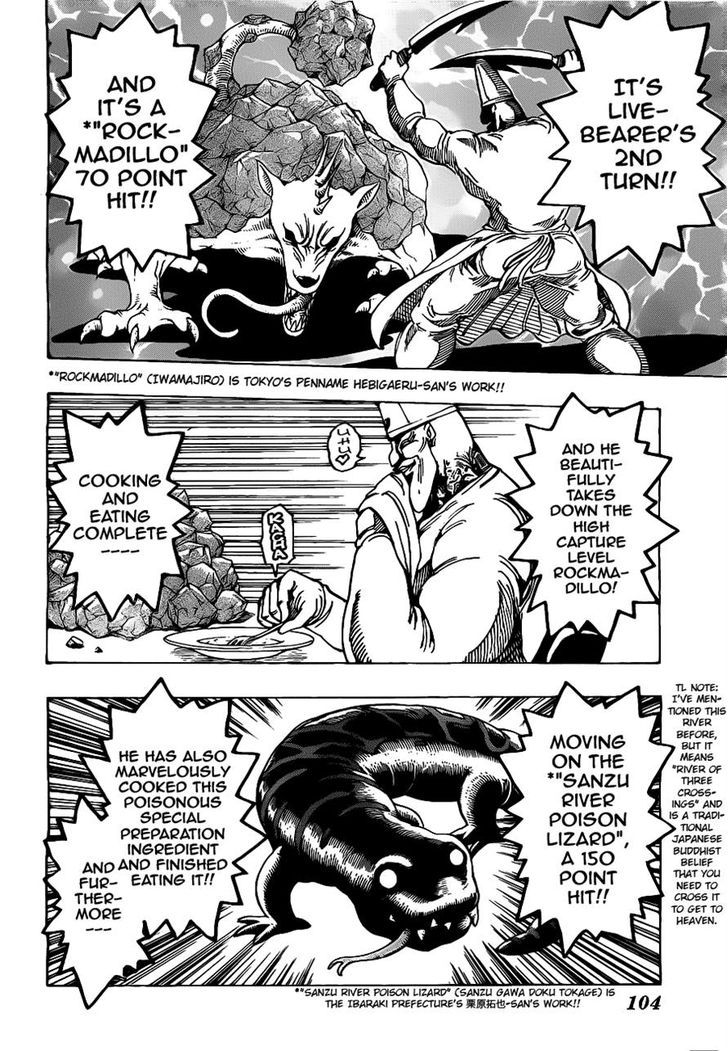 IT'S
LIVE-
BEARER'S
2ND
TURN!!
AND
IT'S A
*"ROCK-
MADILLO"
70 POINT
HIT!!
*"ROCKMADILLO" (IWAMAJIRO) IS TOKYO'S PENNAME HEBIGAERU-SAN'S WORK!!
AND HE
BEAUTI-
FULLY
TAKES
DOWN THE
HIGH
CAPTURE
LEVEL
ROCKMA-
DILLO!
KACHA
COOKING
AND
EATING
COMPLETE
----
MOVING
ON THE
*"SANZU
RIVER
POISON
LIZARD",
A 150
POINT
HIT!!
HE HAS ALSO
MARVELOUSLY
COOKED THIS
POISONOUS
SPECIAL
PREPARATION
INGREDIENT
AND FINISHED
EATING IT!!
AND
FUR-
THER-
MORE
----
TL NOTE:
I'VE MEN-
TIONED THIS
RIVER
BEFORE,
BUT IT
MEANS
"RIVER OF
THREE
CROSS-
INGS" AND
IS A TRADI-
TIONAL
JAPANESE
BUDDHIST
BELIEF
THAT YOU
NEED TO
CROSS IT
TO GET TO
HEAVEN.
*"SANZU RIVER POISON LIZARD" (SANZU GAWA DOKU TOKAGE) IS
THE IBARAKI PREFECTURE'S 栗原拓也-SAN'S WORK!!
104